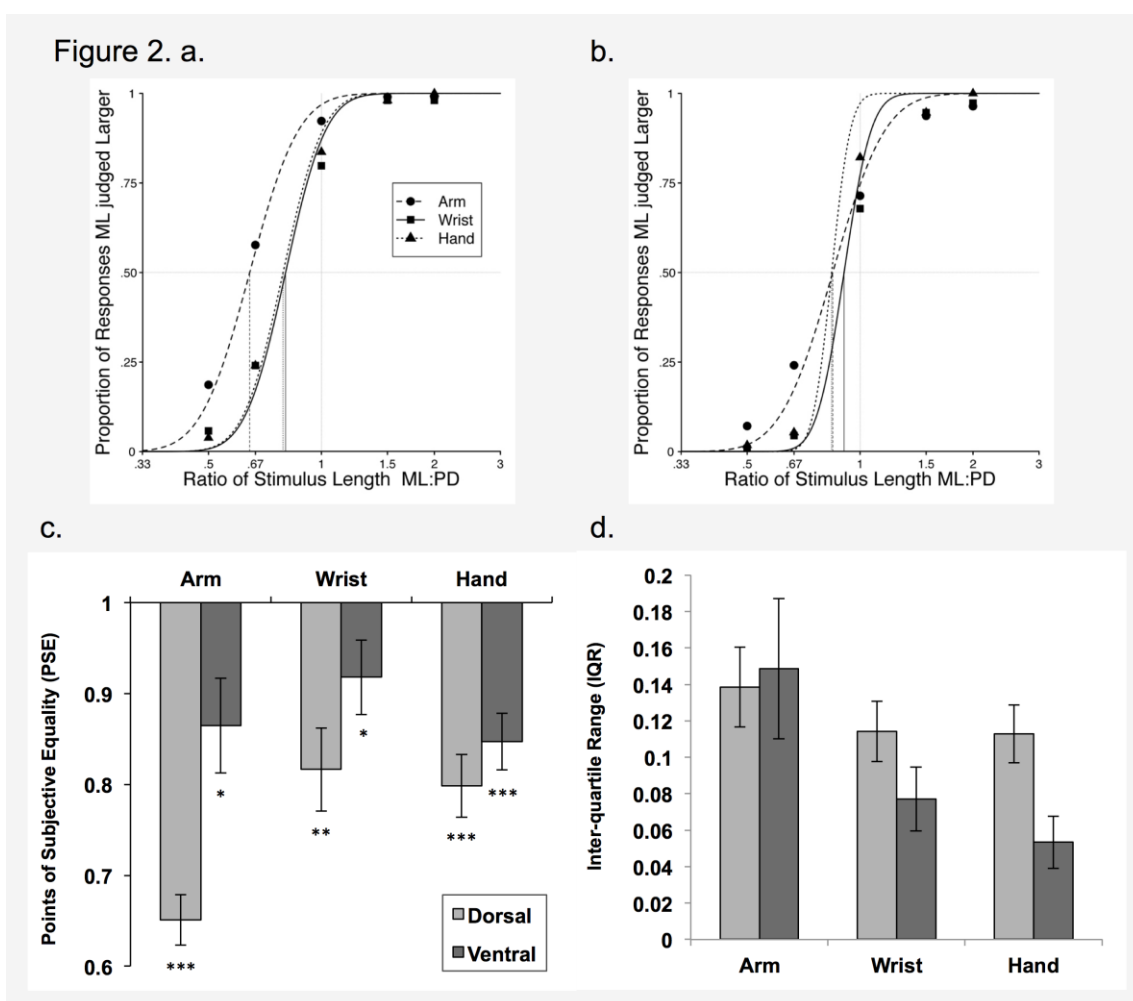 Figure 2. a.
b.
Proportion of Responses ML judged Larger
1
.75
.50
.25
0
.33
.5
.67
1
1.5
2
3
Ratio of Stimulus Length ML:PD
Arm
Wrist
Hand
Proportion of Responses ML judged Larger
1
.75
.50
.25
0
.33
.5
.67
1
1.5
2
3
Ratio of Stimulus Length ML:PD
c.
d.
Arm
Wrist
Hand
Points of Subjective Equality (PSE)
1
0.9
0.8
0.7
0.6
***
*
**
*
***
***
Dorsal
Ventral
Inter-quartile Range (IQR)
0.2
0.18
0.16
0.14
0.12
0.1
0.08
0.06
0.04
0.02
0
Arm
Wrist
Hand